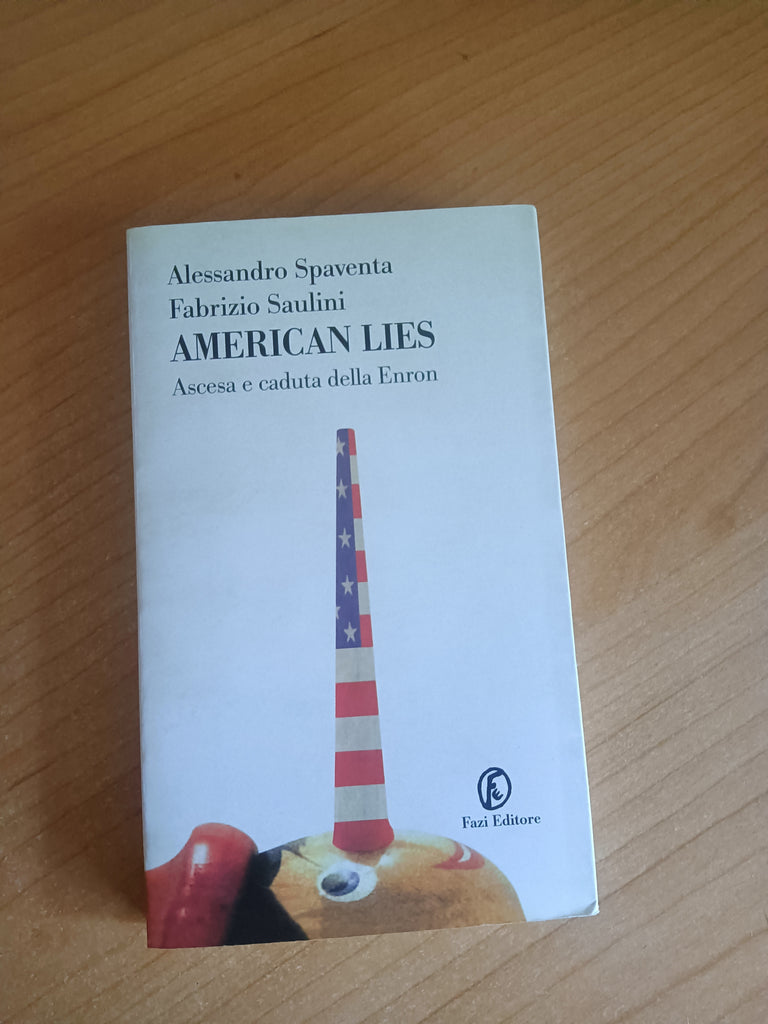 Alessandro Spaventa
Fabrizio Saulini
AMERICAN LIES
Ascesa e caduta della Enron
Fazi Editore